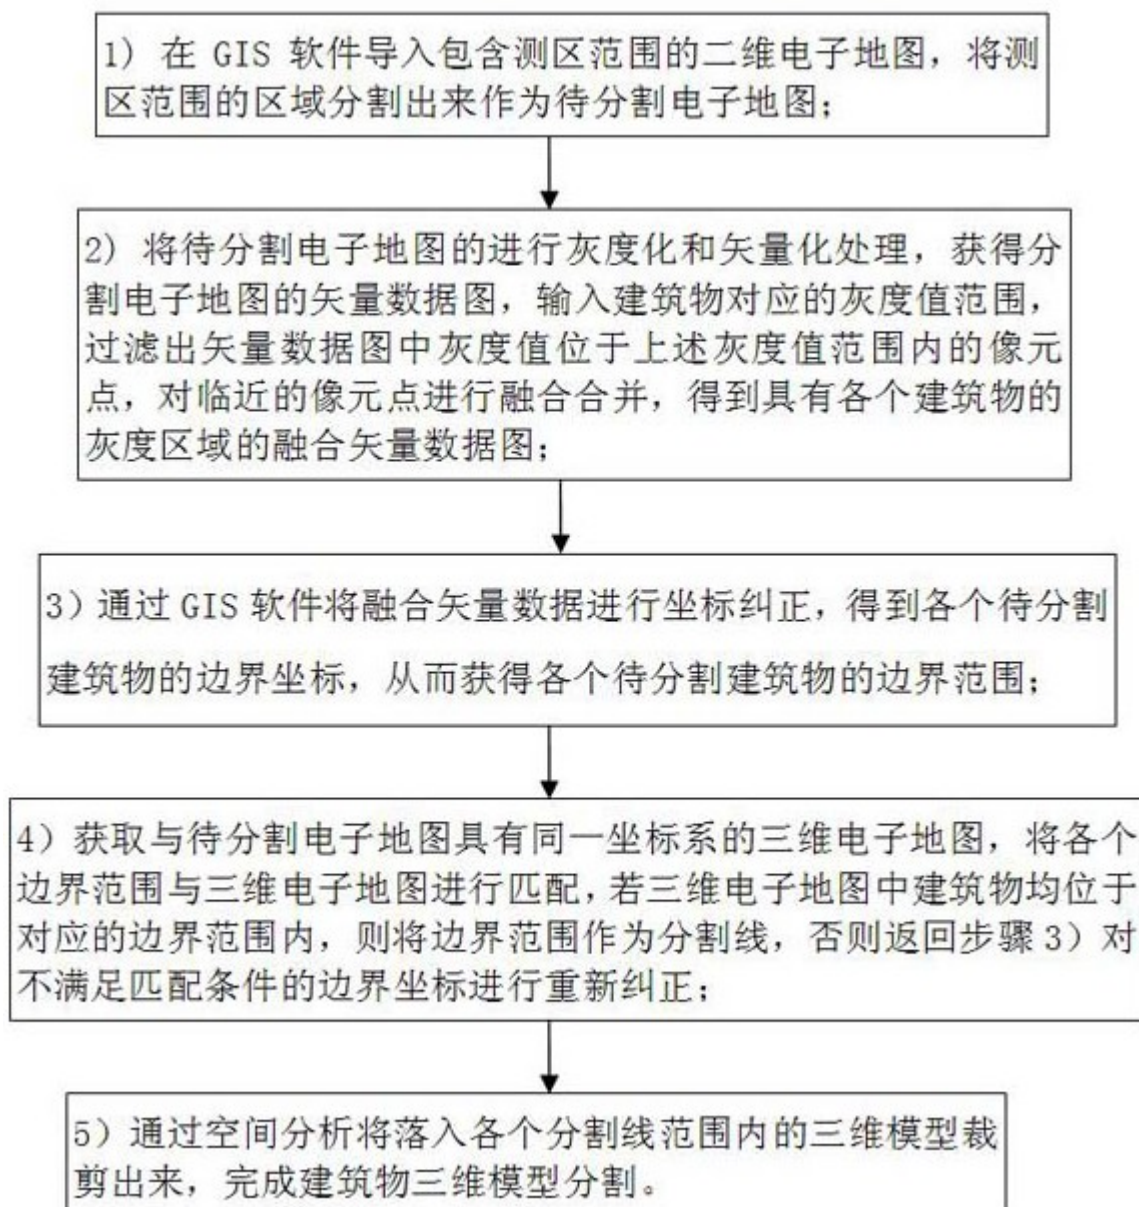 1) 在 GIS 软件导入包含测区范围的二维电子地图，将测
区范围的区域分割出来作为待分割电子地图；
2) 将待分割电子地图的进行灰度化和矢量化处理，获得分
割电子地图的矢量数据图，输入建筑物对应的灰度值范围，
过滤出矢量数据图中灰度值位于上述灰度值范围内的像元
点，对临近的像元点进行融合合并，得到具有各个建筑物的
灰度区域的融合矢量数据图；
3）通过 GIS 软件将融合矢量数据进行坐标纠正，得到各个待分割
建筑物的边界坐标，从而获得各个待分割建筑物的边界范围；
4）获取与待分割电子地图具有同一坐标系的三维电子地图，将各个
边界范围与三维电子地图进行匹配，若三维电子地图中建筑物均位于
对应的边界范围内，则将边界范围作为分割线，否则返回步骤 3）对
不满足匹配条件的边界坐标进行重新纠正；
5）通过空间分析将落入各个分割线范围内的三维模型裁
剪出来，完成建筑物三维模型分割。